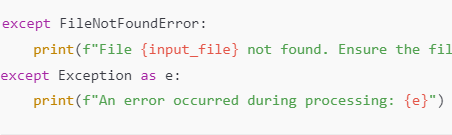 except FileNotFoundError:
    print(f"File {input_file} not found. Ensure the fil
except Exception as e:
    print(f"An error occurred during processing: {e}")